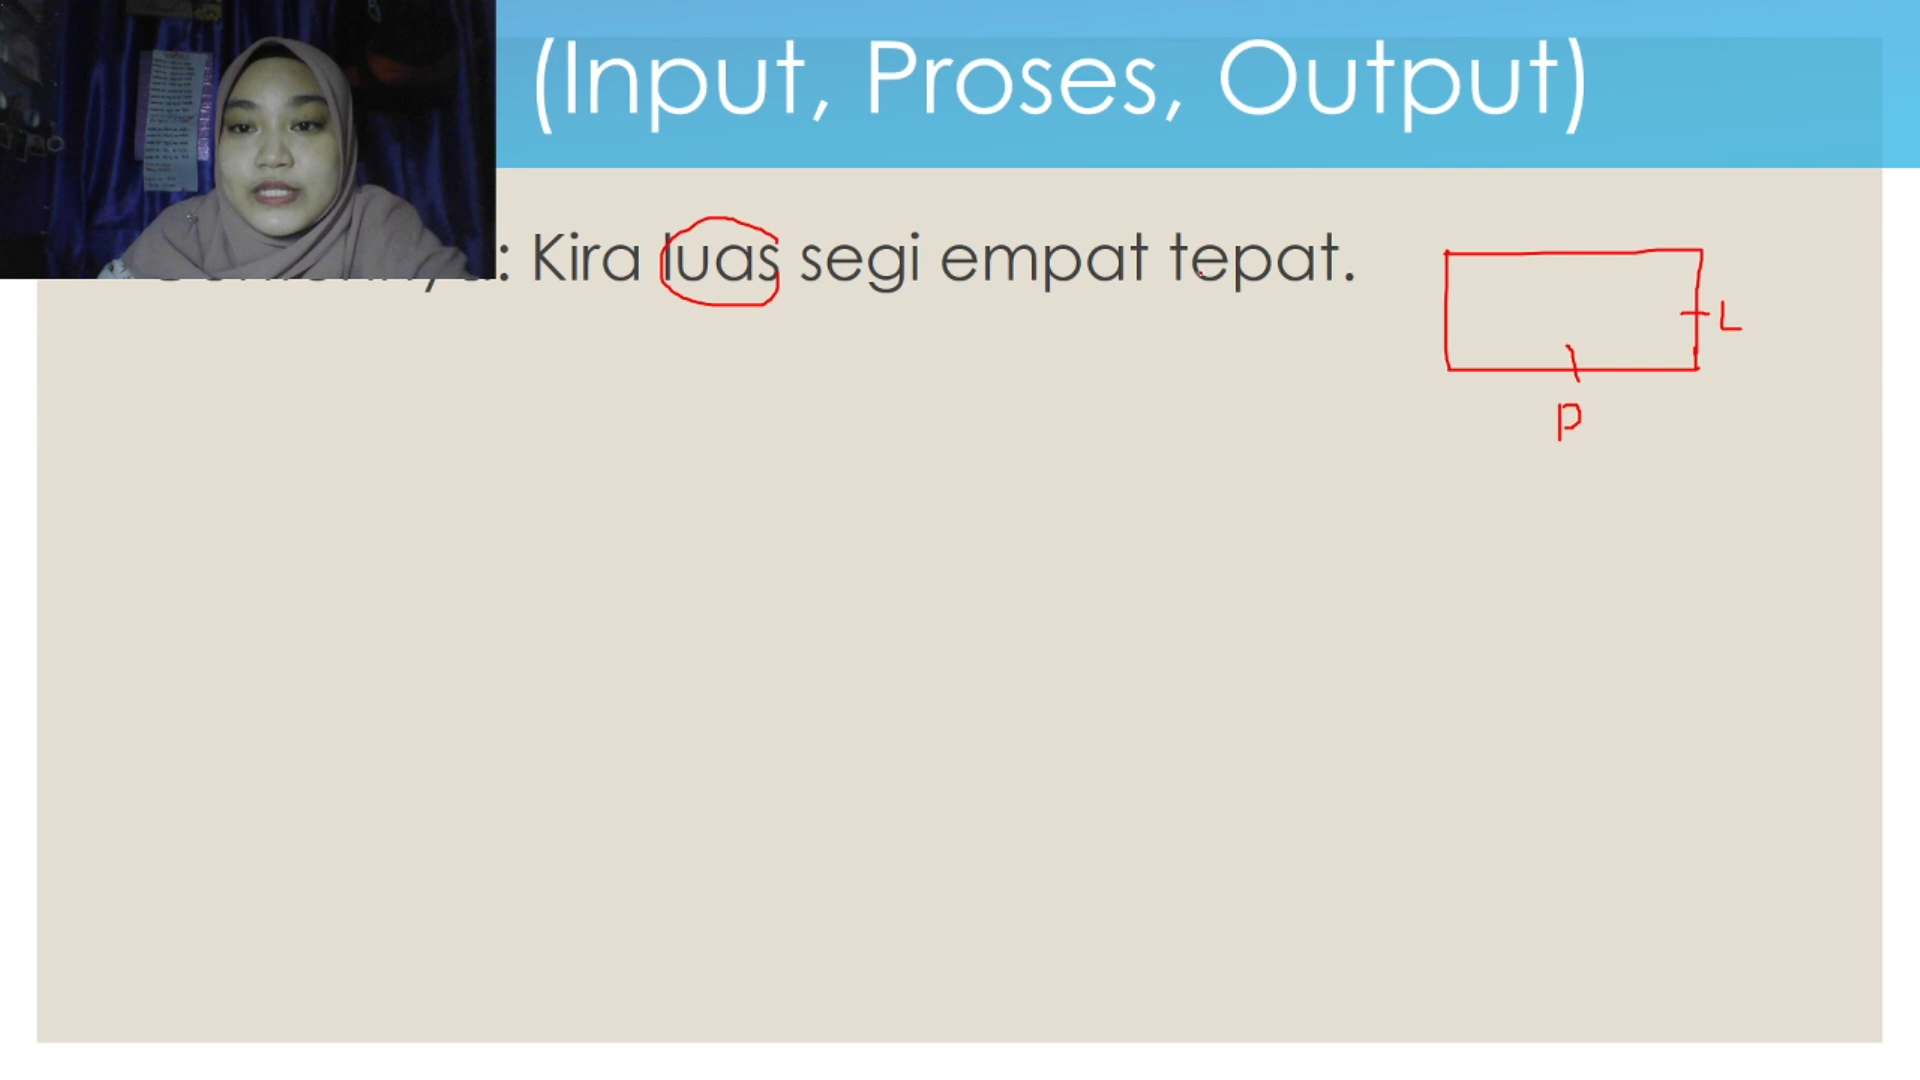 (Input, Proses, Output)
: Kira luas segi empat tepat.
L
P